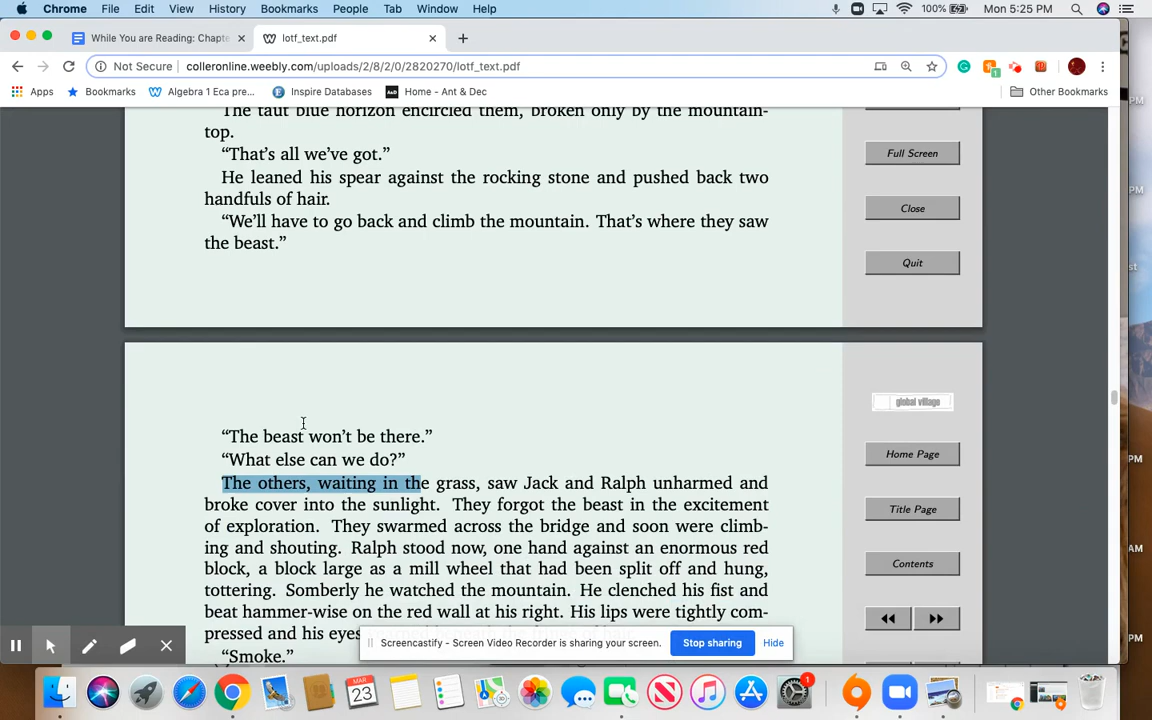 Chrome File Edit View History Bookmarks People Tab Window Help 100% Mon 5:25 PM
While You are Reading: Chapte
lotf_text.pdf
Not Secure colleronline.weebly.com/uploads/2/8/2/0/2820270/lotf_text.pdf
Apps Bookmarks Algebra 1 Eca pre... Inspire Databases Home - Ant & Dec Other Bookmarks
The taut blue horizon encircled them, broken only by the mountain-
top.
“That’s all we’ve got.”
He leaned his spear against the rocking stone and pushed back two
handfuls of hair.
“We’ll have to go back and climb the mountain. That’s where they saw
the beast.”
Full Screen
Close
Quit
“The beast won’t be there.”
“What else can we do?”
The others, waiting in the grass, saw Jack and Ralph unharmed and
broke cover into the sunlight. They forgot the beast in the excitement
of exploration. They swarmed across the bridge and soon were climb-
ing and shouting. Ralph stood now, one hand against an enormous red
block, a block large as a mill wheel that had been split off and hung,
tottering. Somberly he watched the mountain. He clenched his fist and
beat hammer-wise on the red wall at his right. His lips were tightly com-
pressed and his eyes
“Smoke.”
global village
Home Page
Title Page
Contents
Screencastify - Screen Video Recorder is sharing your screen. Stop sharing Hide
MAR
23
1
PM
PM
st
AM
AM
PM
PM